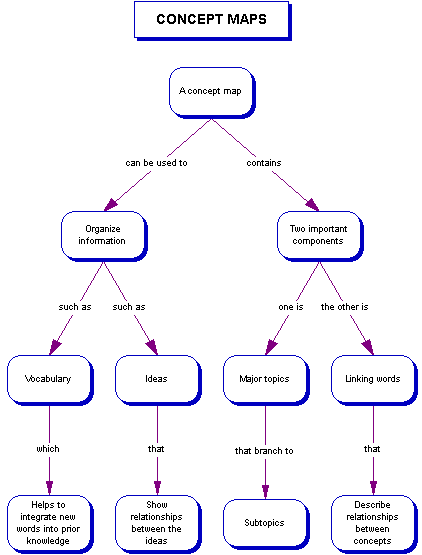 CONCEPT MAPS
A concept map
can be used to
contains
Organize
information
Two important
components
such as
such as
one is
the other is
Vocabulary
Ideas
Major topics
Linking words
which
that
that branch to
that
Helps to
integrate new
words into prior
knowledge
Show
relationships
between the
ideas
Subtopics
Describe
relationships
between
concepts